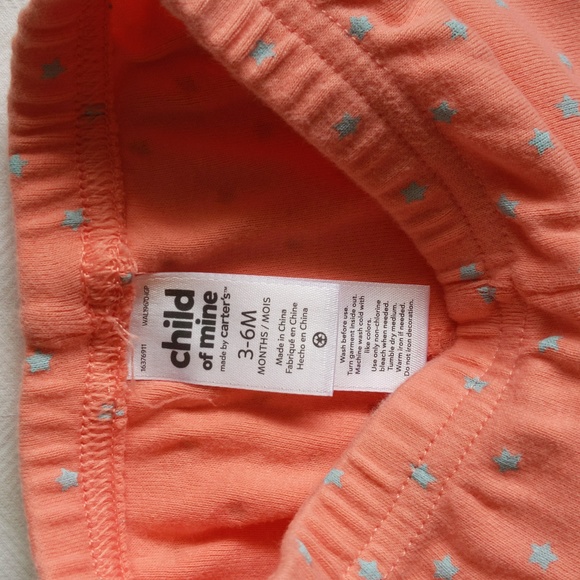 child
of mine
made by carter's™
3-6M
MONTHS / MOIS
Made in China
Fabriqué en Chine
Hecho en China
Wash before use.
Turn garment inside out.
Machine wash cold with
like colors.
Use only non-chlorine
bleach when needed.
Tumble dry medium.
Warm iron if needed.
Do not iron decoration.